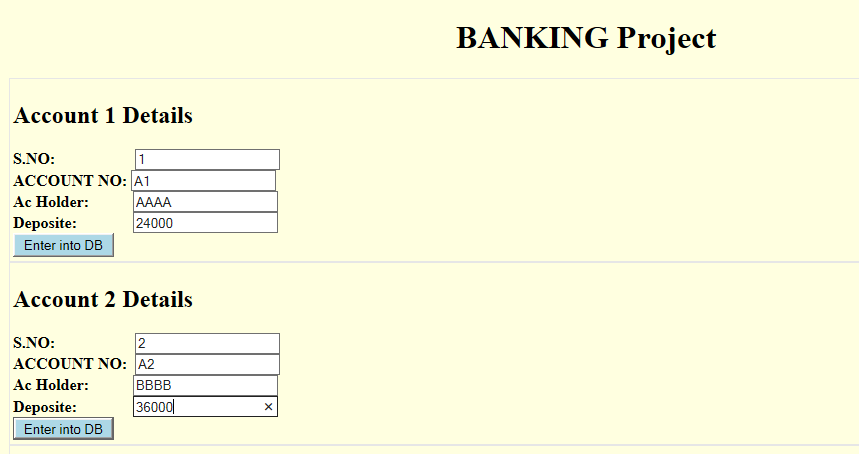 BANKING Project
Account 1 Details
S.NO: 1
ACCOUNT NO: A1
Ac Holder: AAAA
Deposite: 24000
Enter into DB
Account 2 Details
S.NO: 2
ACCOUNT NO: A2
Ac Holder: BBBB
Deposite: 36000 ×
Enter into DB